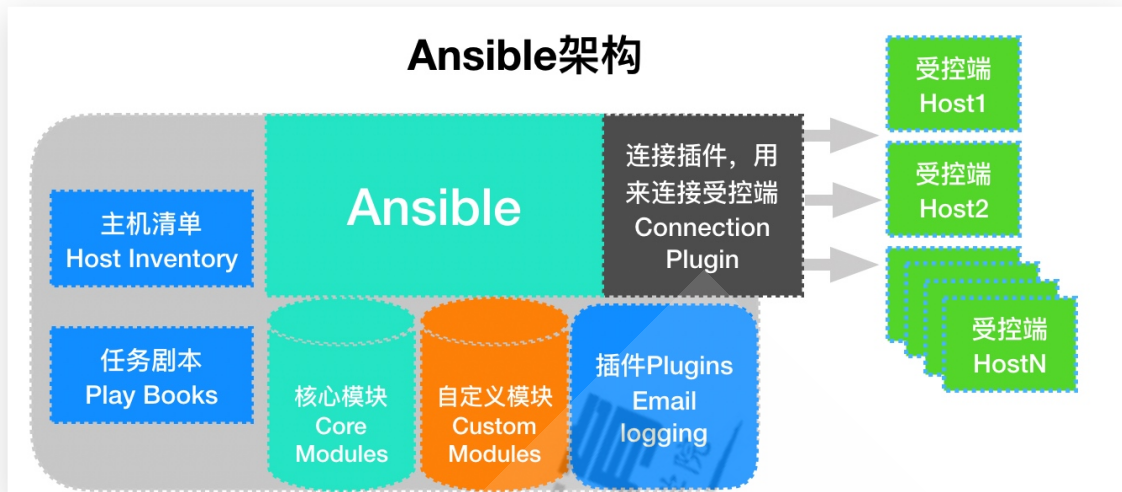 Ansible架构
主机清单
Host Inventory
任务剧本
Play Books
Ansible
核心模块
Core
Modules
自定义模块
Custom
Modules
插件Plugins
Email
logging
连接插件，用
来连接受控端
Connection
Plugin
受控端
Host1
受控端
Host2
受控端
HostN